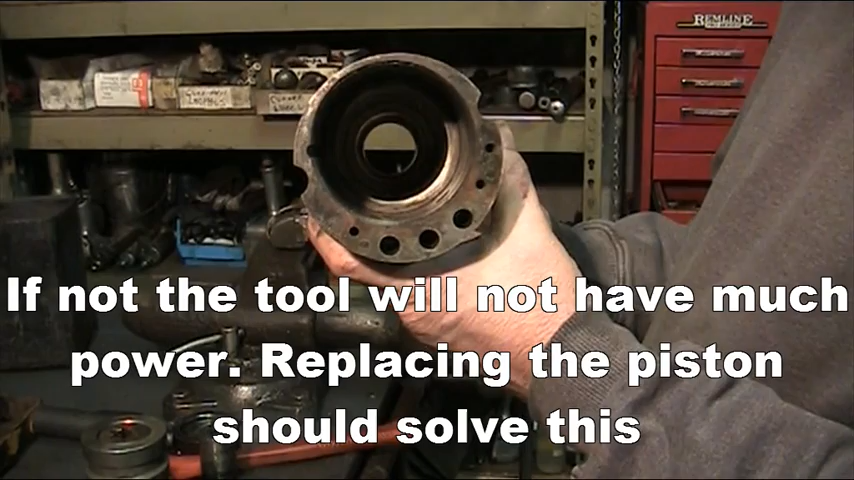 REMLINE
If not the tool will not have much
power. Replacing the piston
should solve this